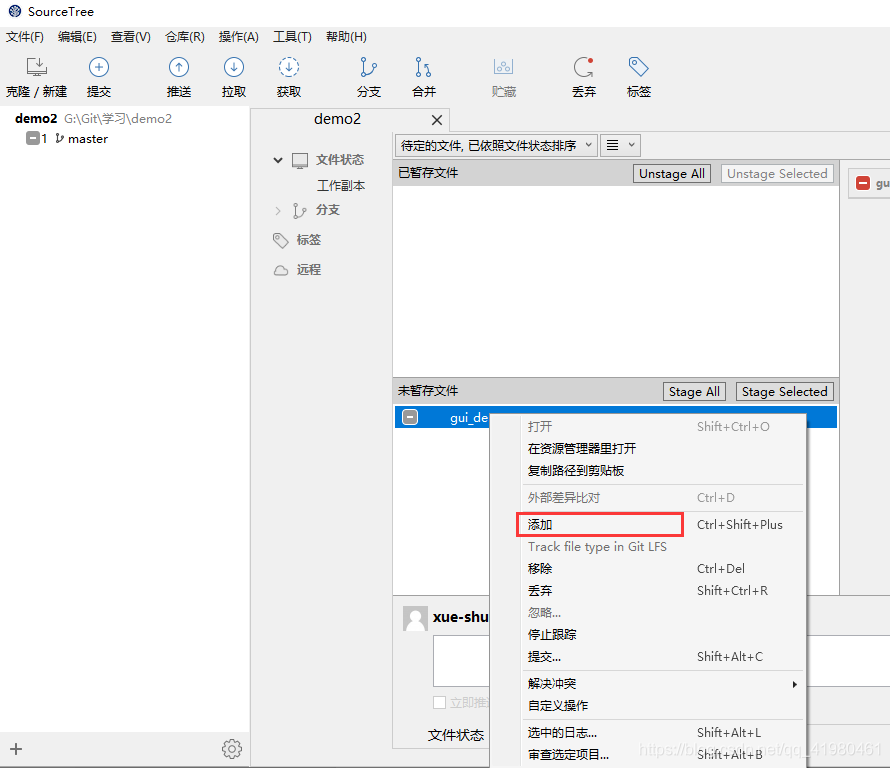 SourceTree
文件(F) 编辑(E) 查看(V) 仓库(R) 操作(A) 工具(T) 帮助(H)
克隆 / 新建 提交 推送 拉取 获取 分支 合并 贮藏 丢弃 标签
demo2 G:\Git\学习\demo2
1 master
demo2
文件状态
工作副本
分支
标签
远程
待定的文件, 已依照文件状态排序
已暂存文件 Unstage All Unstage Selected
gu
未暂存文件 Stage All Stage Selected
gui_de
打开 Shift+Ctrl+O
在资源管理器里打开
复制路径到剪贴板
外部差异比对 Ctrl+D
添加 Ctrl+Shift+Plus
Track file type in Git LFS
移除 Ctrl+Del
丢弃 Shift+Ctrl+R
忽略...
停止跟踪
提交... Shift+Alt+C
解决冲突
自定义操作
选中的日志... Shift+Alt+L
审查选定项目... Shift+Alt+B
xue-shu
立即推
文件状态
https://blog.csdn.net/qq_41980461